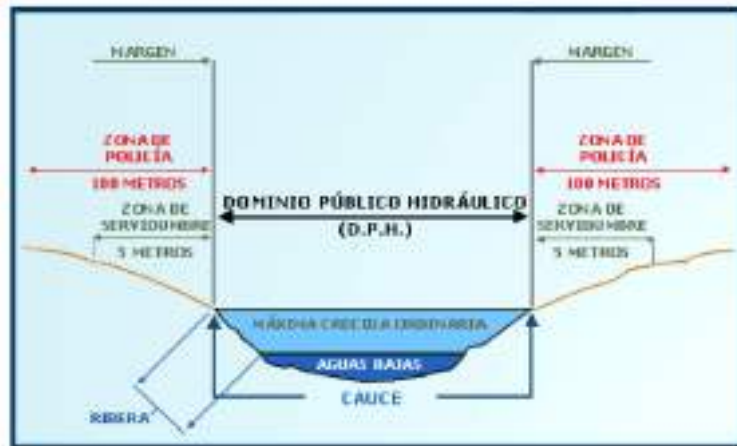 MARGEN
MARGEN
ZONA DE
POLICÍA
100 METROS
ZONA DE
POLICÍA
100 METROS
DOMINIO PÚBLICO HIDRÁULICO
(D.P.H.)
ZONA DE
SERVIDUMBRE
5 METROS
ZONA DE
SERVIDUMBRE
5 METROS
MÁXIMA CRECIDA ORDINARIA
AGUAS BAJAS
CAUCE
RIBERA